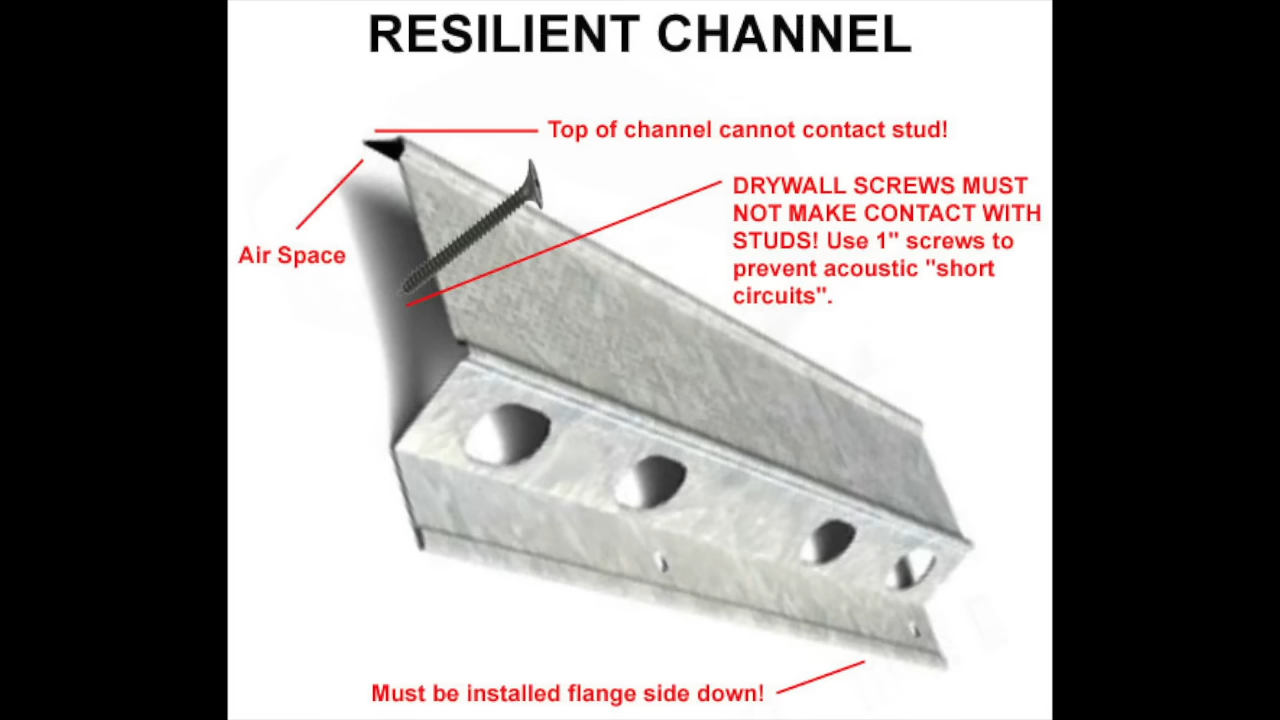 RESILIENT CHANNEL
Top of channel cannot contact stud!
DRYWALL SCREWS MUST
NOT MAKE CONTACT WITH
STUDS! Use 1" screws to
prevent acoustic "short
circuits".
Air Space
Must be installed flange side down!